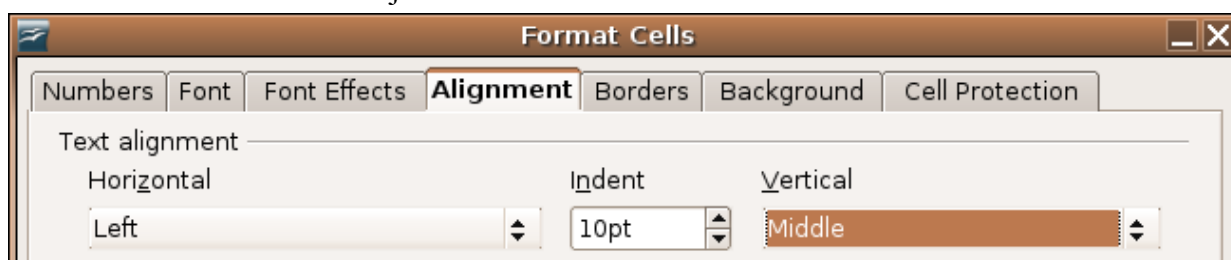 Format Cells
Numbers Font Font Effects Alignment Borders Background Cell Protection
Text alignment
Horizontal Indent Vertical
Left 10pt Middle